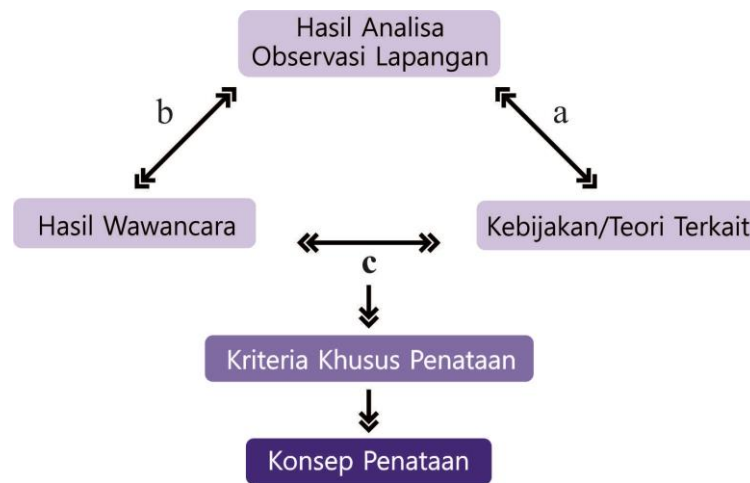 Hasil Analisa
Observasi Lapangan
b
a
Hasil Wawancara
Kebijakan/Teori Terkait
c
Kriteria Khusus Penataan
Konsep Penataan